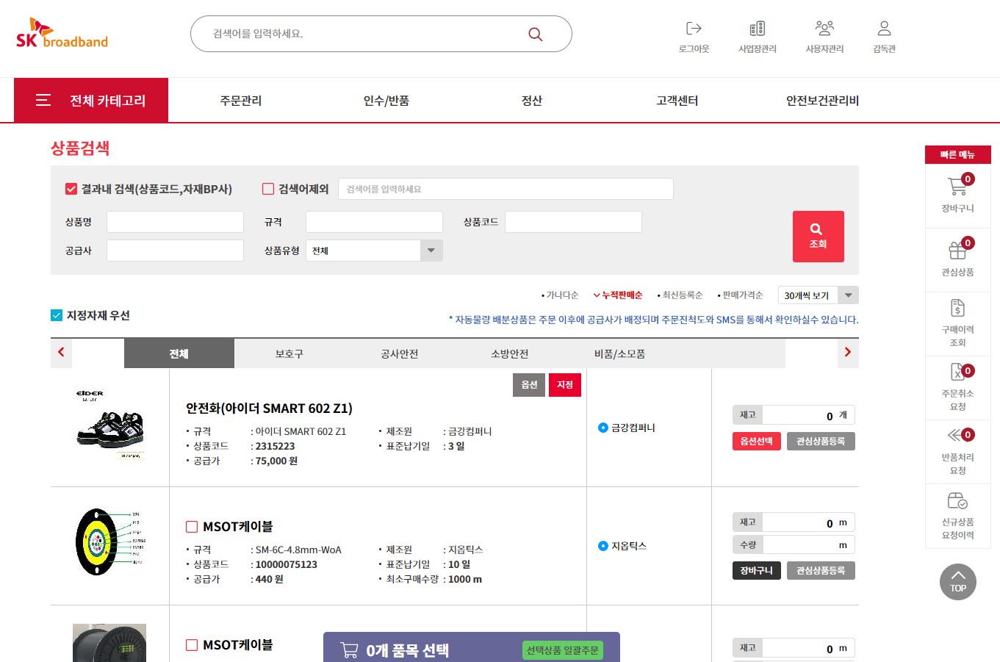 SK broadband
검색어를 입력하세요.
로그아웃
사업장관리
사용자관리
감독관
전체 카테고리
주문관리
인수/반품
정산
고객센터
안전보건관리비
상품검색
결과내 검색(상품코드,자재BP사)
검색어제외
검색어를 입력하세요
상품명
규격
상품코드
공급사
상품유형
전체
조회
• 가나다순
누적판매순
• 최신등록순
• 판매가격순
30개씩 보기
지정자재 우선
* 자동물량 배분상품은 주문 이후에 공급사가 배정되며 주문진척도와 SMS를 통해서 확인하실수 있습니다.
전체
보호구
공사안전
소방안전
비품/소모품
EIDER
SAFETY
옵션
지정
안전화(아이더 SMART 602 Z1)
• 규격 : 아이더 SMART 602 Z1
• 제조원 : 금강컴퍼니
• 상품코드 : 2315223
• 표준납기일 : 3 일
• 공급가 : 75,000 원
금강컴퍼니
재고 0 개
옵션선택
관심상품등록
MSOT케이블
• 규격 : SM-6C-4.8mm-WoA
• 제조원 : 지옵틱스
• 상품코드 : 10000075123
• 표준납기일 : 10 일
• 공급가 : 440 원
• 최소구매수량 : 1000 m
지옵틱스
재고 0 m
수량 m
장바구니
관심상품등록
MSOT케이블
재고 0 m
0개 품목 선택
선택상품 일괄주문
빠른 메뉴
0
장바구니
0
관심상품
구매이력
조회
0
주문취소
요청
0
반품처리
요청
신규상품
요청이력
TOP